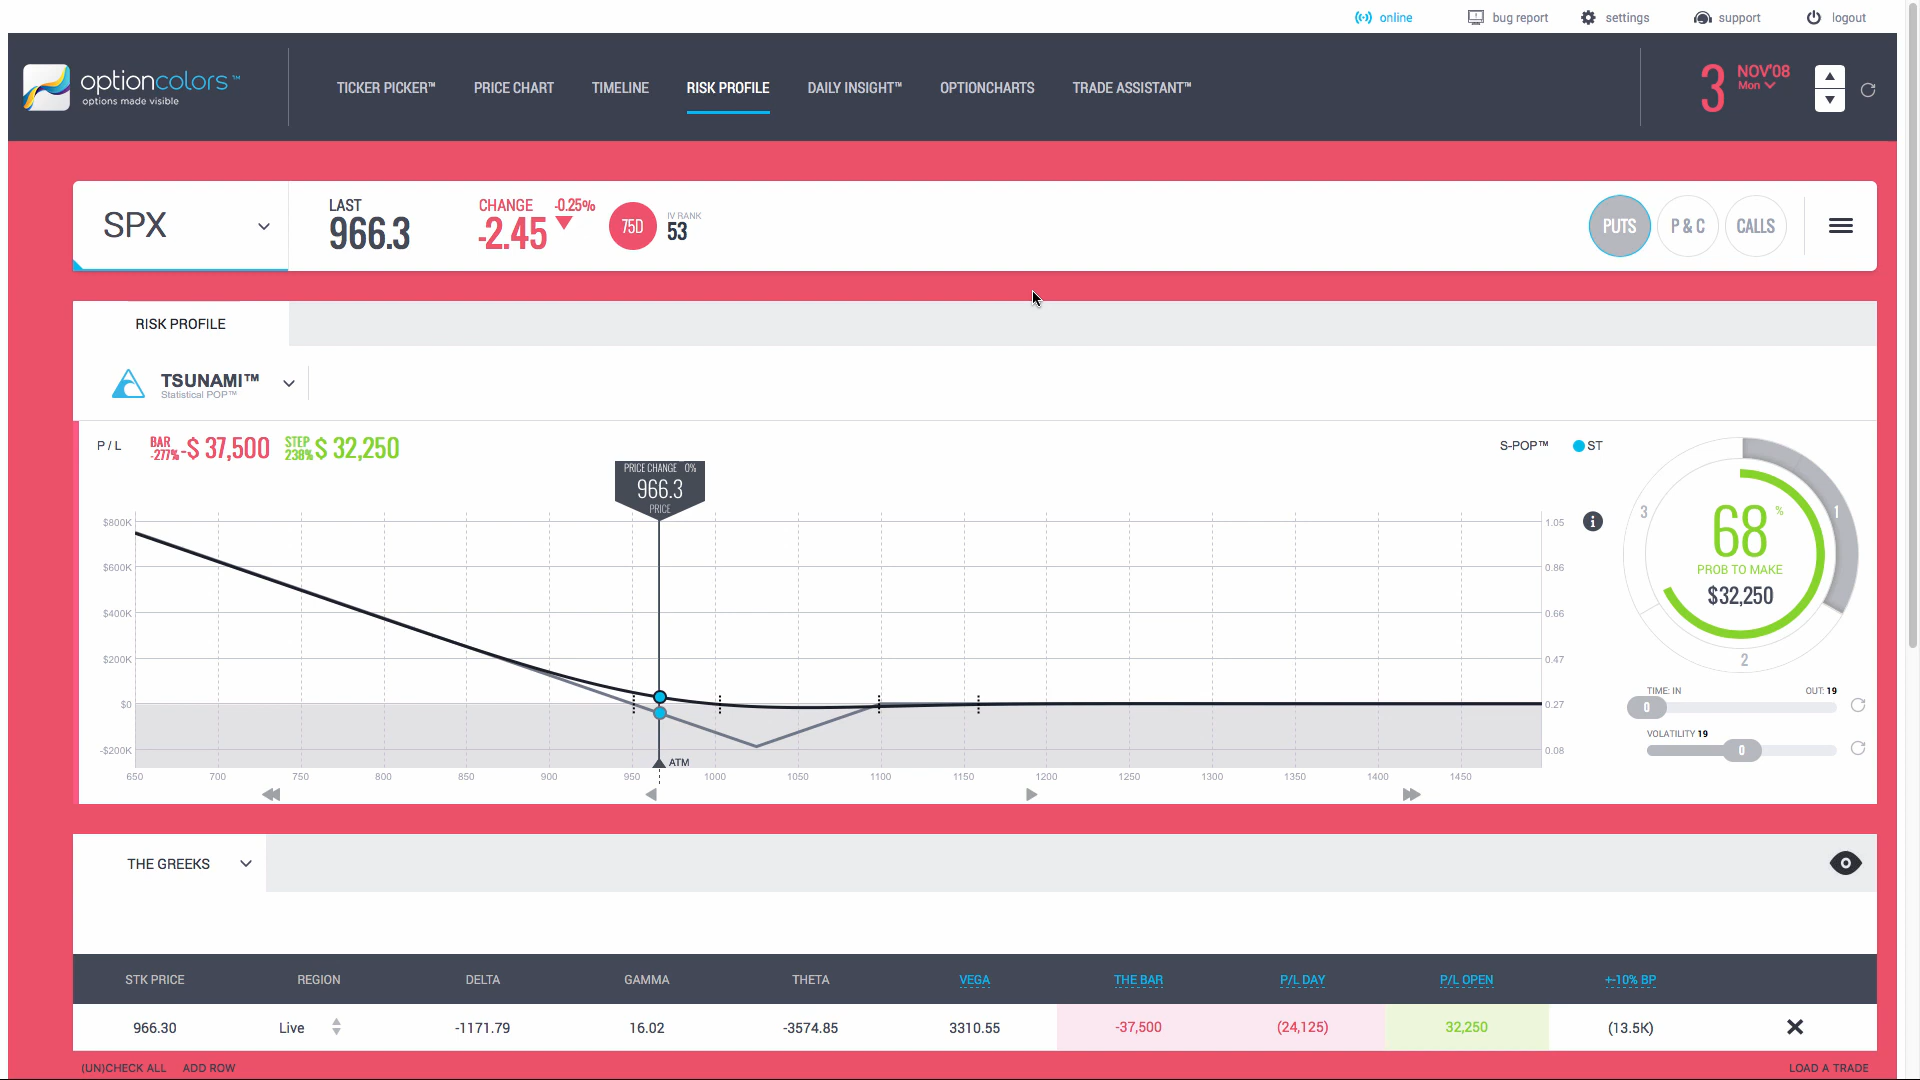 online
bug report
settings
support
logout
optioncolors™
options made visible
TICKER PICKER™
PRICE CHART
TIMELINE
RISK PROFILE
DAILY INSIGHT™
OPTIONCHARTS
TRADE ASSISTANT™
3
NOV'08
Mon
SPX
LAST
966.3
CHANGE -0.25%
-2.45
75D
IV RANK
53
PUTS
P & C
CALLS
RISK PROFILE
TSUNAMI™
Statistical POP™
P / L
BAR
-277%
-$ 37,500
STEP
238%
$ 32,250
S-POP™
ST
PRICE CHANGE 0%
966.3
PRICE
$800K
$600K
$400K
$200K
$0
-$200K
1.05
0.86
0.66
0.47
0.27
0.08
ATM
650 700 750 800 850 900 950 1000 1050 1100 1150 1200 1250 1300 1350 1400 1450
i
1
2
3
68 %
PROB TO MAKE
$32,250
TIME: IN OUT: 19
0
VOLATILITY 19
0
THE GREEKS
STK PRICE REGION DELTA GAMMA THETA VEGA THE BAR P/L DAY P/L OPEN +-10% BP
966.30 Live -1171.79 16.02 -3574.85 3310.55 -37,500 (24,125) 32,250 (13.5K)
(UN)CHECK ALL ADD ROW LOAD A TRADE